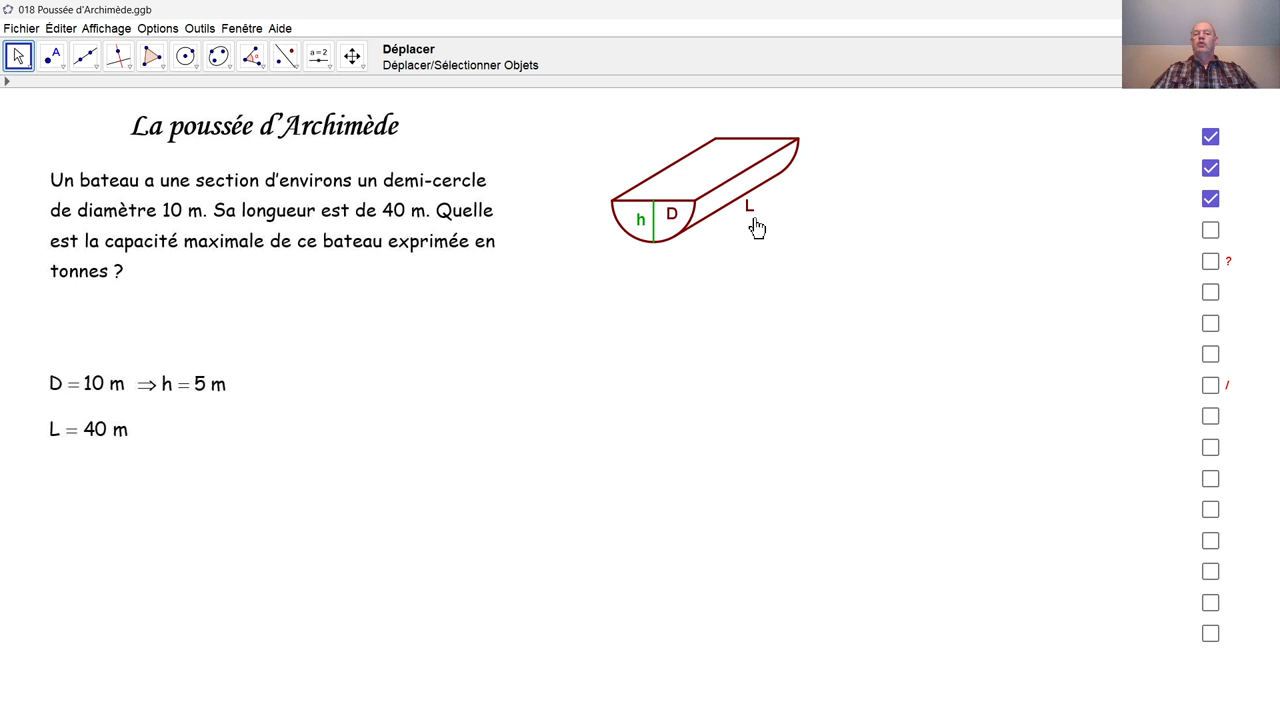 018 Poussée d'Archimède.ggb
Fichier Éditer Affichage Options Outils Fenêtre Aide
A
a=2
Déplacer
Déplacer/Sélectionner Objets
La poussée d'Archimède
Un bateau a une section d'environs un demi-cercle
de diamètre 10 m. Sa longueur est de 40 m. Quelle
est la capacité maximale de ce bateau exprimée en
tonnes ?
h D L
D = 10 m ⇒ h = 5 m
L = 40 m
?
/